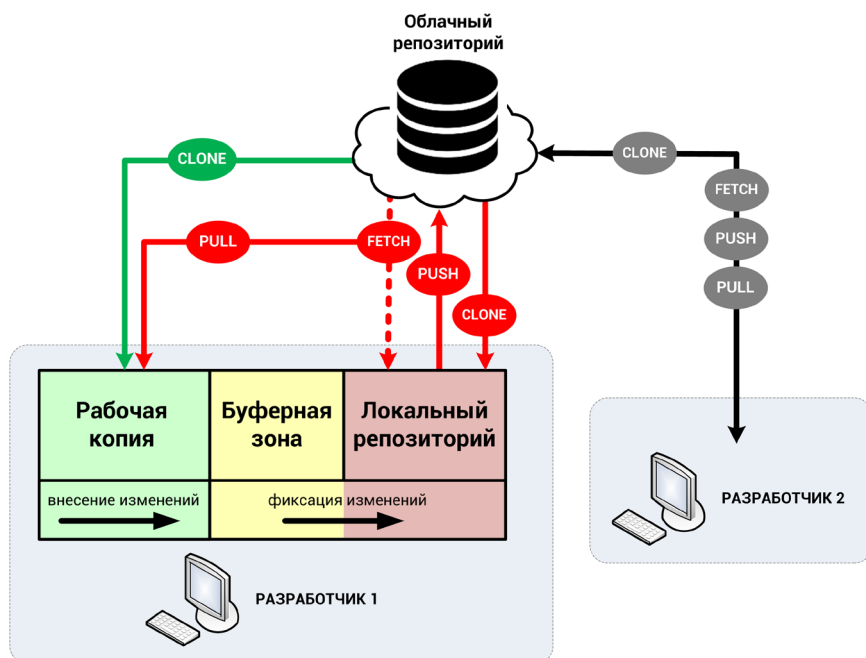 Облачный
репозиторий
CLONE
CLONE
FETCH
PULL
FETCH
PUSH
PUSH
PULL
CLONE
Рабочая
копия
Буферная
зона
Локальный
репозиторий
внесение изменений
фиксация изменений
РАЗРАБОТЧИК 1
РАЗРАБОТЧИК 2